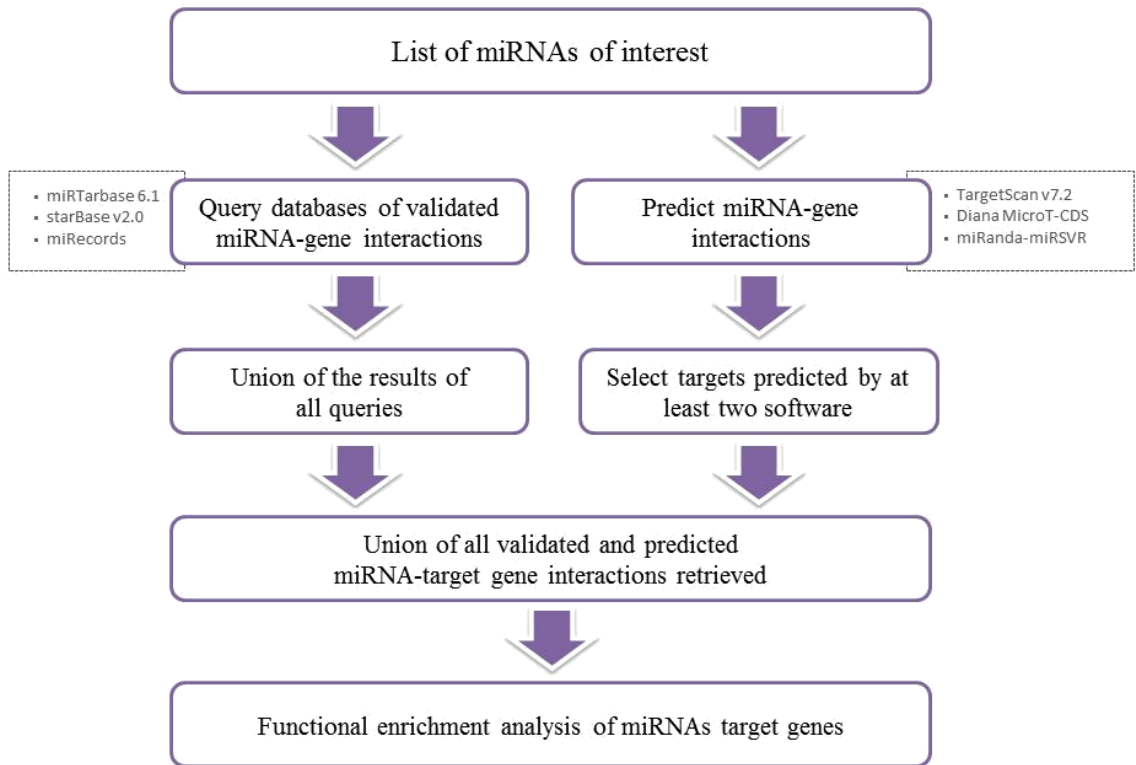 List of miRNAs of interest
▪ miRTarbase 6.1
▪ starBase v2.0
▪ miRecords
Query databases of validated
miRNA-gene interactions
Predict miRNA-gene
interactions
▪ TargetScan v7.2
▪ Diana MicroT-CDS
▪ miRanda-miRSVR
Union of the results of
all queries
Select targets predicted by at
least two software
Union of all validated and predicted
miRNA-target gene interactions retrieved
Functional enrichment analysis of miRNAs target genes